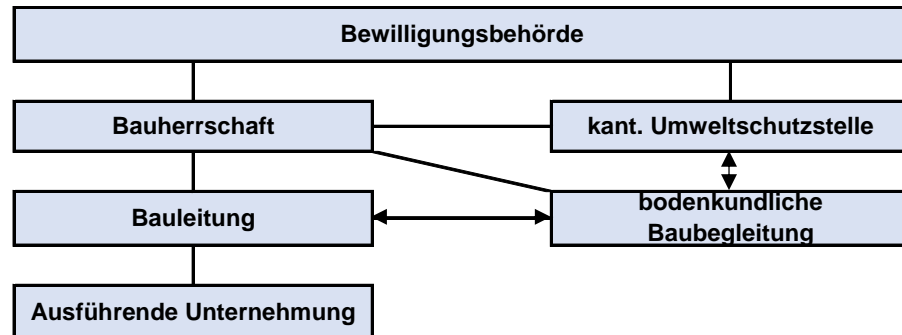 Bewilligungsbehörde
Bauherrschaft
kant. Umweltschutzstelle
Bauleitung
bodenkundliche
Baubegleitung
Ausführende Unternehmung